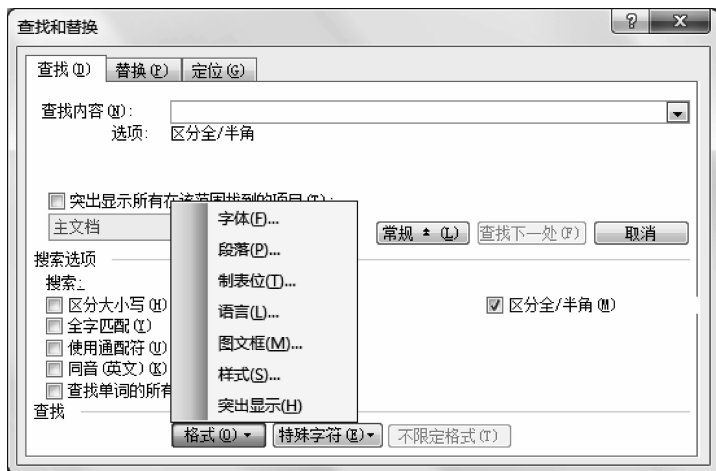 查找和替换
查找(D) 替换(P) 定位(G)
查找内容(N):
选项: 区分全/半角
突出显示所有在该范围找到的项目(T):
主文档
常规 (L) 查找下一处(F) 取消
搜索选项
搜索:
区分大小写(H)
全字匹配(Y)
使用通配符(U)
同音(英文)(K)
查找单词的所有
区分全/半角(M)
字体(F)...
段落(P)...
制表位(T)...
语言(L)...
图文框(M)...
样式(S)...
突出显示(H)
查找
格式(O) 特殊字符(E) 不限定格式(T)